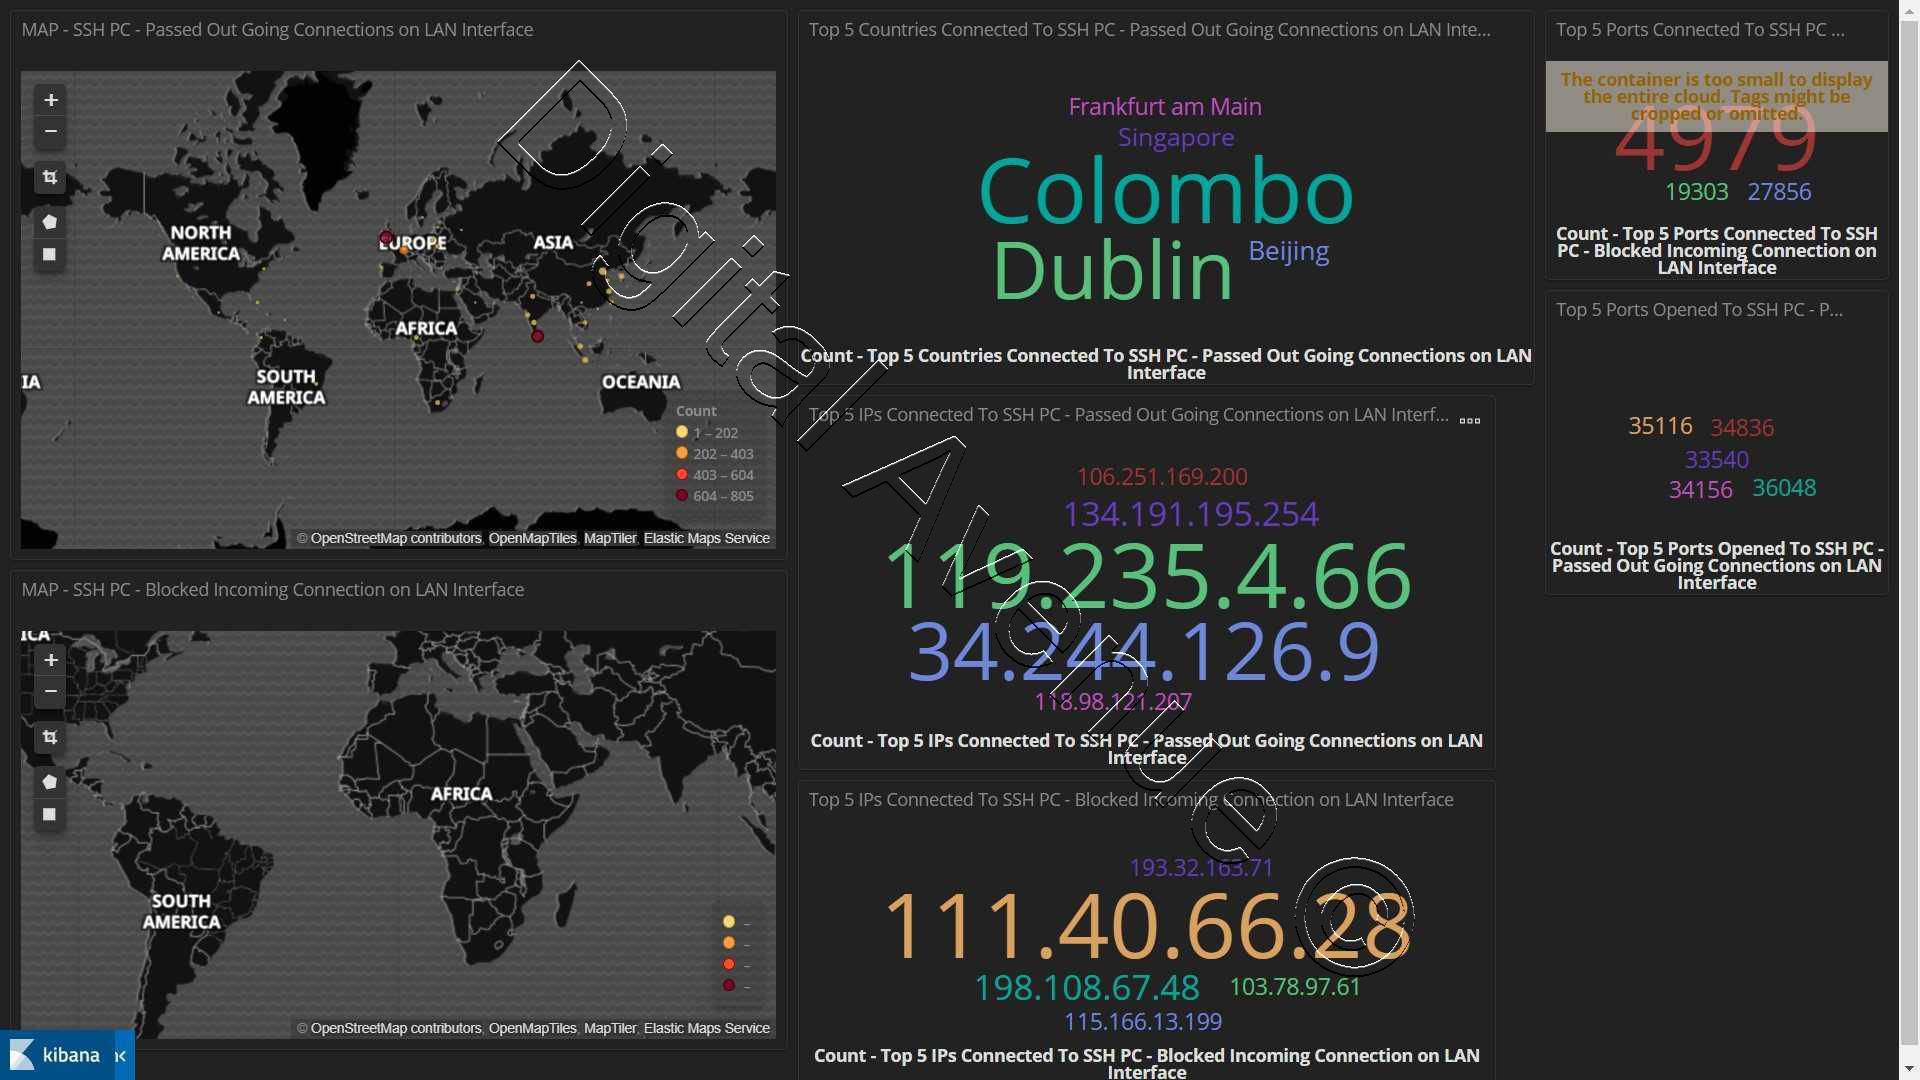 MAP - SSH PC - Passed Out Going Connections on LAN Interface
+
−
NORTH
AMERICA
EUROPE
ASIA
AFRICA
IA
SOUTH
AMERICA
OCEANIA
Count
1 – 202
202 – 403
403 – 604
604 – 805
© OpenStreetMap contributors, OpenMapTiles, MapTiler, Elastic Maps Service
MAP - SSH PC - Blocked Incoming Connection on LAN Interface
ICA
+
−
AFRICA
SOUTH
AMERICA
–
–
–
–
© OpenStreetMap contributors, OpenMapTiles, MapTiler, Elastic Maps Service
kibana
Top 5 Countries Connected To SSH PC - Passed Out Going Connections on LAN Inte...
Frankfurt am Main
Singapore
Colombo
Dublin
Beijing
Count - Top 5 Countries Connected To SSH PC - Passed Out Going Connections on LAN
Interface
Top 5 IPs Connected To SSH PC - Passed Out Going Connections on LAN Interf...
106.251.169.200
134.191.195.254
119.235.4.66
34.244.126.9
118.98.121.207
Count - Top 5 IPs Connected To SSH PC - Passed Out Going Connections on LAN
Interface
Top 5 IPs Connected To SSH PC - Blocked Incoming Connection on LAN Interface
193.32.163.71
111.40.66.28
198.108.67.48
103.78.97.61
115.166.13.199
Count - Top 5 IPs Connected To SSH PC - Blocked Incoming Connection on LAN
Interface
Top 5 Ports Connected To SSH PC ...
The container is too small to display
the entire cloud. Tags might be
cropped or omitted.
4979
19303
27856
Count - Top 5 Ports Connected To SSH
PC - Blocked Incoming Connection on
LAN Interface
Top 5 Ports Opened To SSH PC - P...
35116
34836
33540
34156
36048
Count - Top 5 Ports Opened To SSH PC -
Passed Out Going Connections on LAN
Interface
Digital Avenue ©